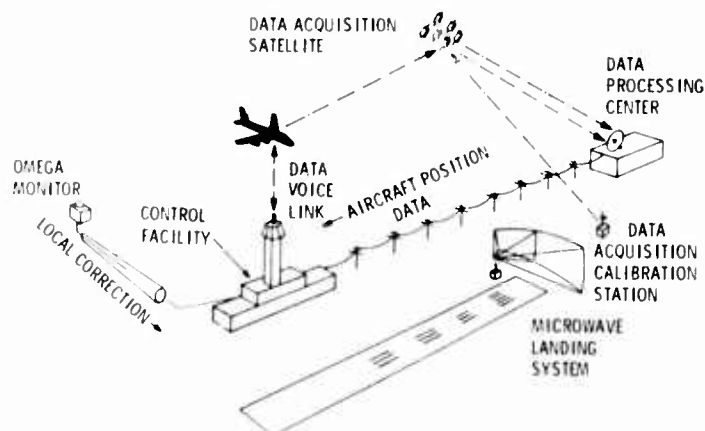 DATA ACQUISITION
SATELLITE
DATA
PROCESSING
CENTER
OMEGA
MONITOR
CONTROL
FACILITY
DATA
VOICE
LINK
AIRCRAFT POSITION
DATA
LOCAL CORRECTION
DATA
ACQUISITION
CALIBRATION
STATION
MICROWAVE
LANDING
SYSTEM